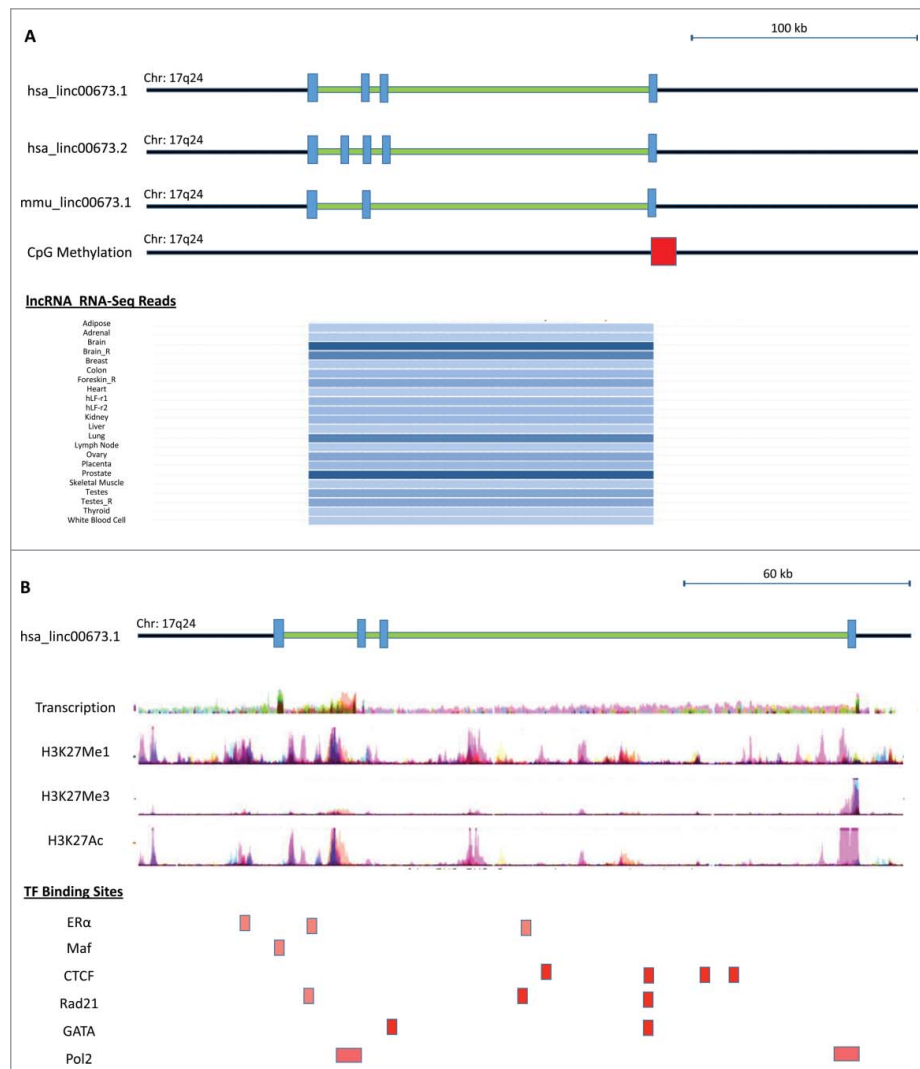 A
100 kb
Chr: 17q24
hsa_linc00673.1
Chr: 17q24
hsa_linc00673.2
Chr: 17q24
mmu_linc00673.1
Chr: 17q24
CpG Methylation
lncRNA RNA-Seq Reads
Adipose
Adrenal
Brain
Brain_R
Breast
Colon
Foreskin_R
Heart
hLF-r1
hLF-r2
Kidney
Liver
Lung
Lymph Node
Ovary
Placenta
Prostate
Skeletal Muscle
Testes
Testes_R
Thyroid
White Blood Cell
B
60 kb
Chr: 17q24
hsa_linc00673.1
Transcription
H3K27Me1
H3K27Me3
H3K27Ac
TF Binding Sites
ERα
Maf
CTCF
Rad21
GATA
Pol2